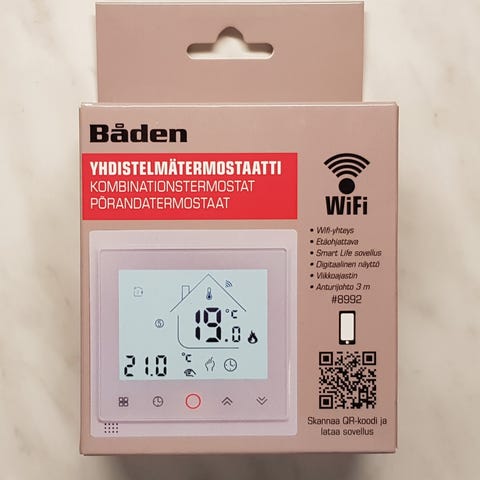 Båden
YHDISTELMÄTERMOSTAATTI
KOMBINATIONSTERMOSTAT
PÕRANDATERMOSTAAT
WiFi
• Wifi-yhteys
• Etäohjattava
• Smart Life sovellus
• Digitaalinen näyttö
• Viikkoajastin
• Anturijohto 3 m
#8992
19.0 °C
21.0 °C
Skannaa QR-koodi ja
lataa sovellus